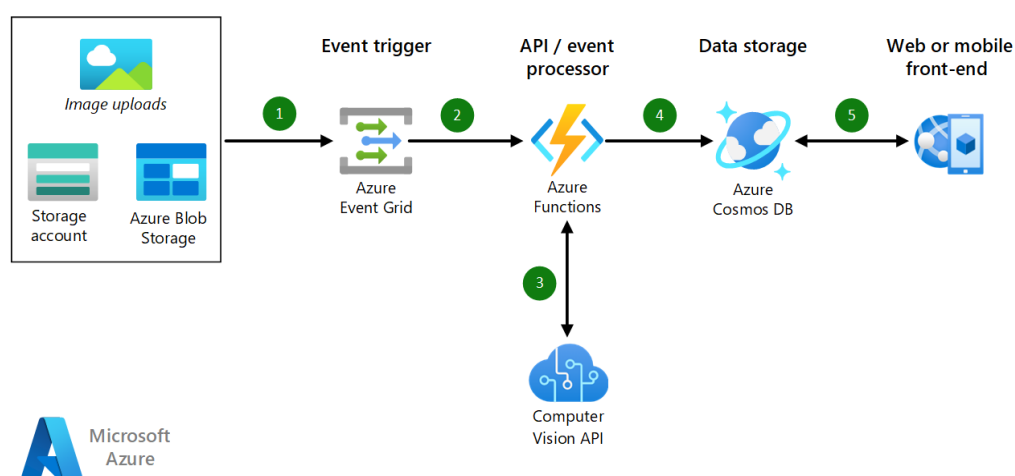 Event trigger
API / event
processor
Data storage
Web or mobile
front-end
Image uploads
1
2
4
5
Storage
account
Azure Blob
Storage
Azure
Event Grid
Azure
Functions
Azure
Cosmos DB
3
Computer
Vision API
Microsoft
Azure